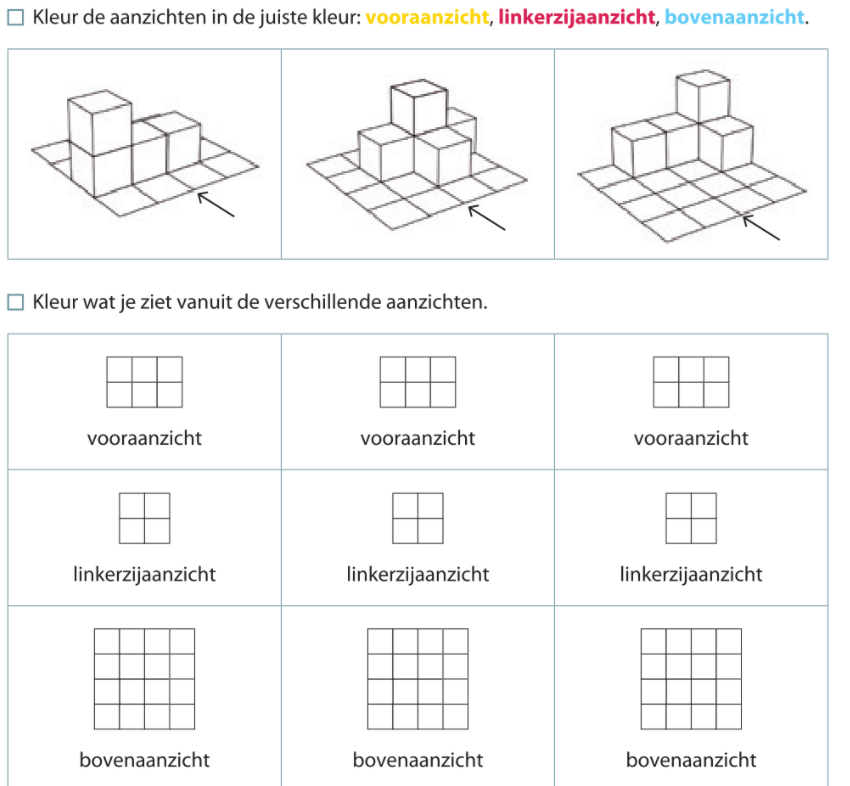 Kleur de aanzichten in de juiste kleur: vooraanzicht, linkerzijaanzicht, bovenaanzicht.
Kleur wat je ziet vanuit de verschillende aanzichten.
vooraanzicht vooraanzicht vooraanzicht
linkerzijaanzicht linkerzijaanzicht linkerzijaanzicht
bovenaanzicht bovenaanzicht bovenaanzicht